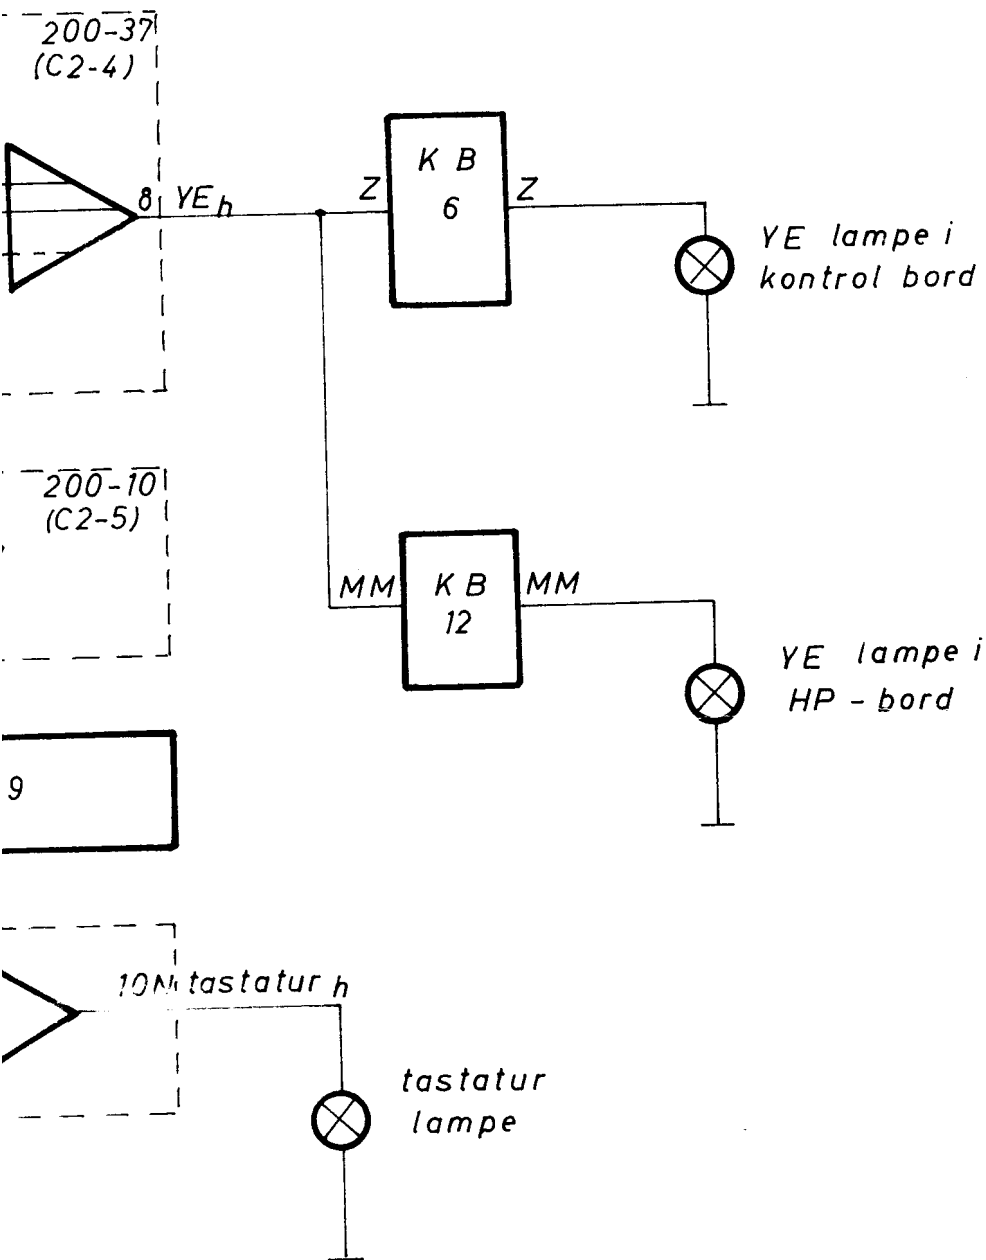 200-37
(C2-4)
8 YE h
Z
K B
6
Z
YE lampe i
kontrol bord
200-10
(C2-5)
MM
K B
12
MM
YE lampe i
HP - bord
9
10N tastatur h
tastatur
lampe